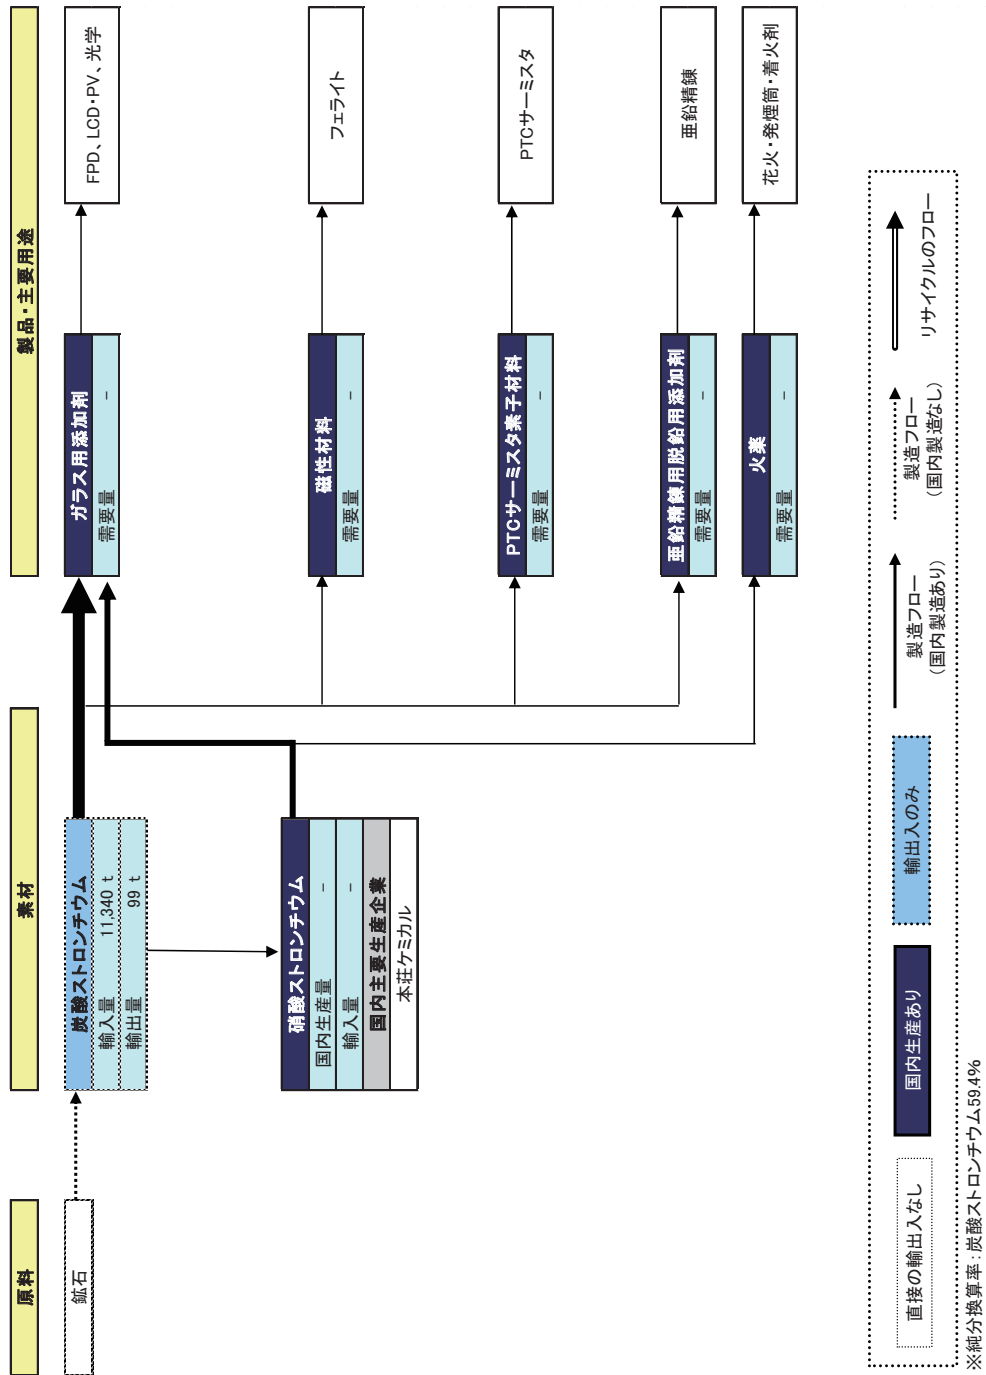 原料
素材
製品・主要用途
鉱石
炭酸ストロンチウム
輸入量 11,340 t
輸出量 99 t
硝酸ストロンチウム
国内生産量 −
輸入量 −
国内主要生産企業
本荘ケミカル
ガラス用添加剤
需要量 −
FPD、LCD・PV、光学
磁性材料
需要量 −
フェライト
PTCサーミスタ素子材料
需要量 −
PTCサーミスタ
亜鉛精錬用脱鉛用添加剤
需要量 −
亜鉛精錬
火薬
需要量 −
花火・発煙筒・着火剤
直接の輸出入なし
国内生産あり
輸出入のみ
製造フロー
（国内製造あり）
製造フロー
（国内製造なし）
リサイクルのフロー
※純分換算率：炭酸ストロンチウム59.4%